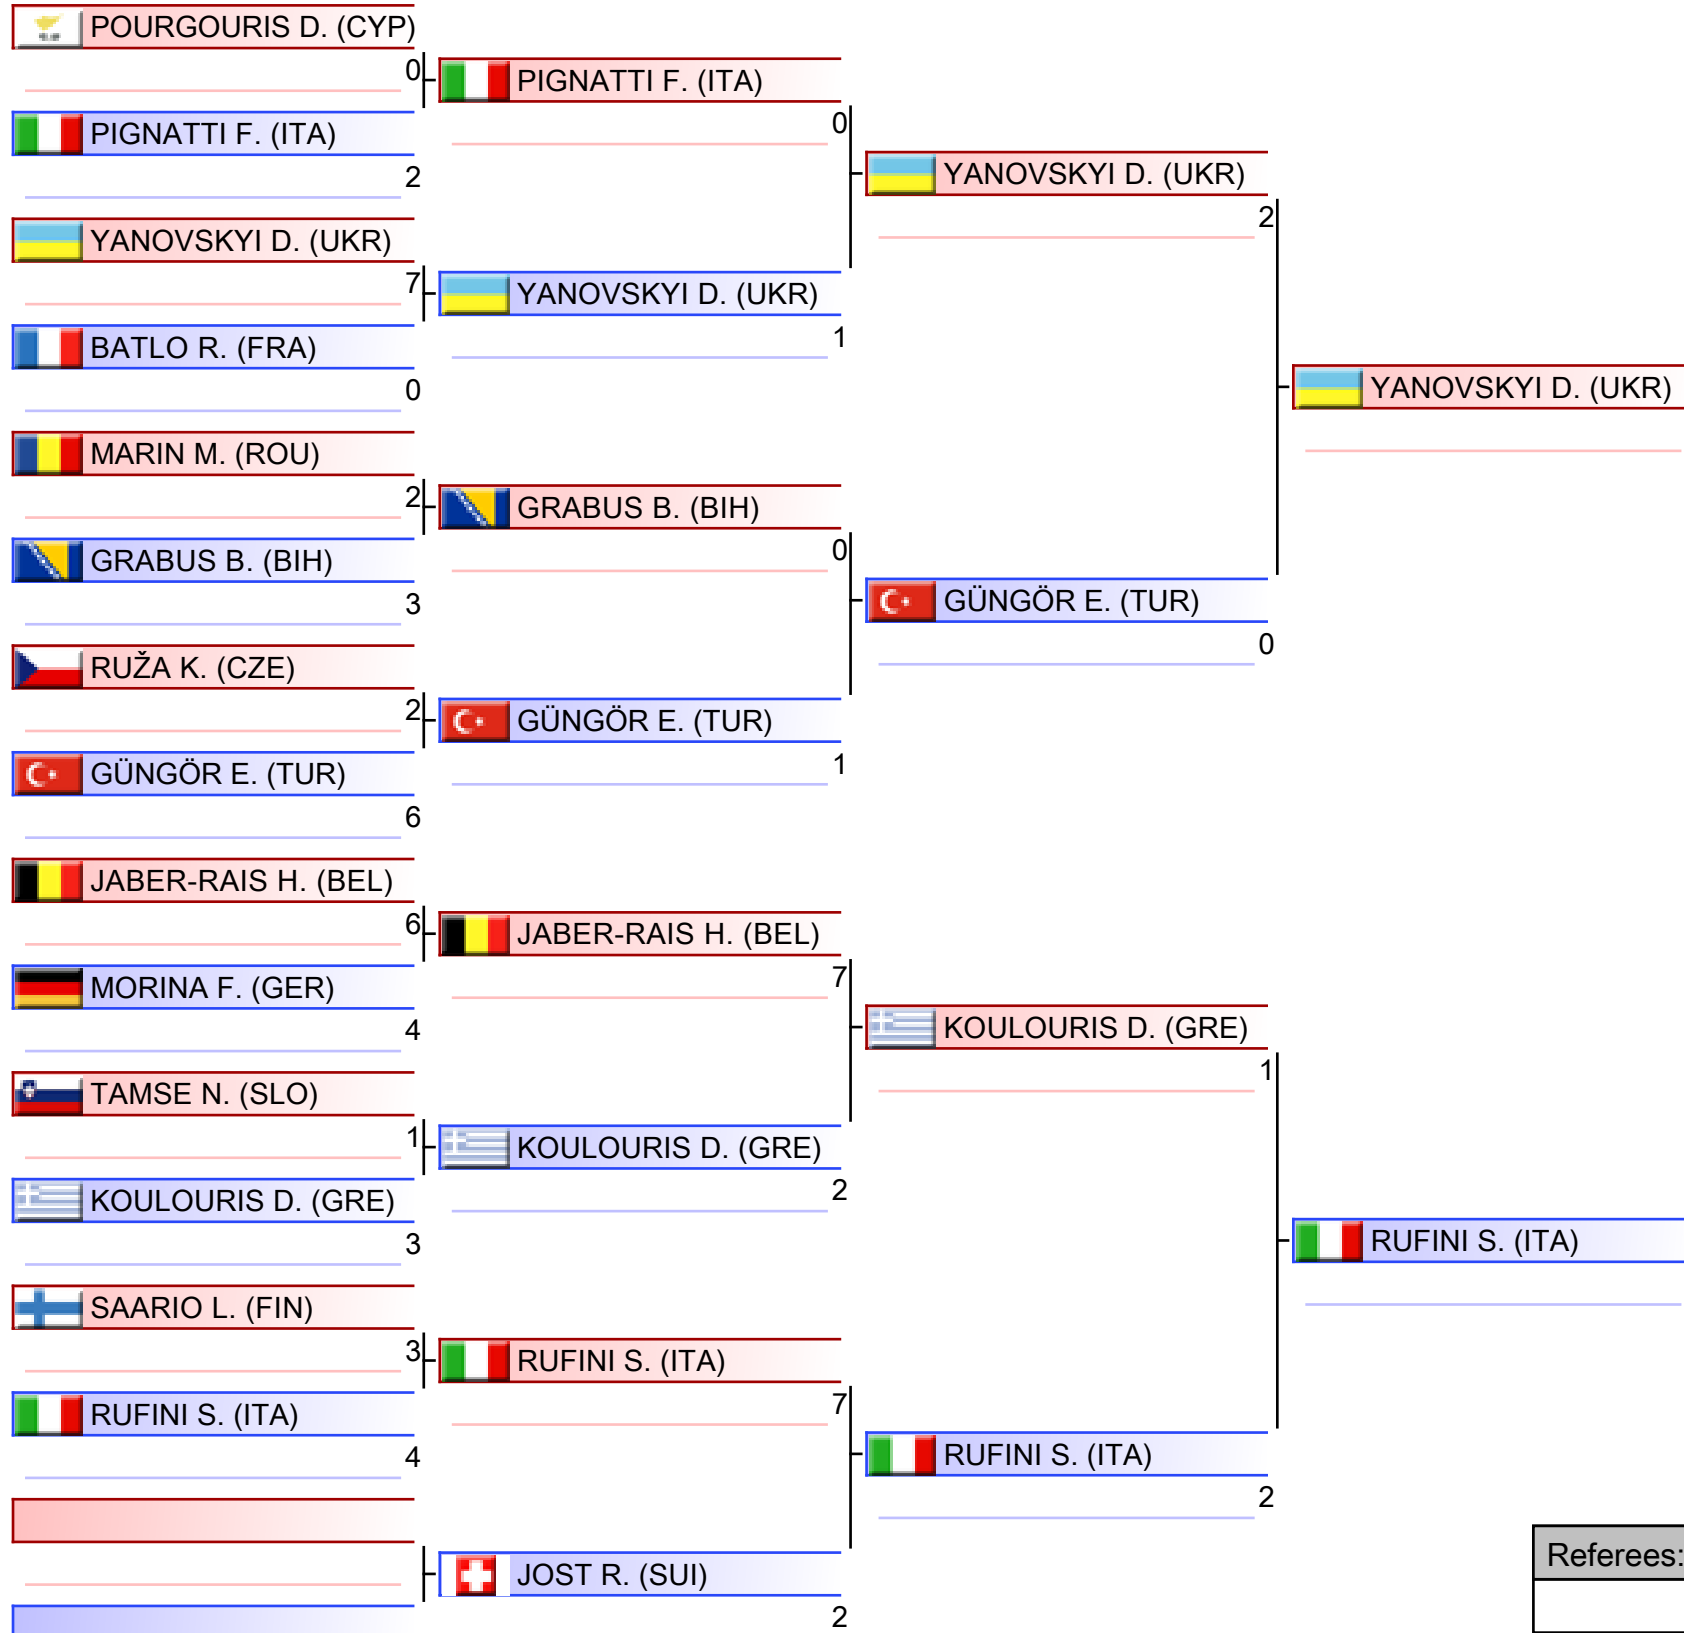 POURGOURIS D. (CYP)
0
PIGNATTI F. (ITA)
2
YANOVSKYI D. (UKR)
7
BATLO R. (FRA)
0
MARIN M. (ROU)
2
GRABUS B. (BIH)
3
RUŽA K. (CZE)
2
GÜNGÖR E. (TUR)
6
JABER-RAIS H. (BEL)
6
MORINA F. (GER)
4
TAMSE N. (SLO)
1
KOULOURIS D. (GRE)
3
SAARIO L. (FIN)
3
RUFINI S. (ITA)
4
PIGNATTI F. (ITA)
0
YANOVSKYI D. (UKR)
1
GRABUS B. (BIH)
0
GÜNGÖR E. (TUR)
1
JABER-RAIS H. (BEL)
7
KOULOURIS D. (GRE)
2
RUFINI S. (ITA)
7
JOST R. (SUI)
2
YANOVSKYI D. (UKR)
2
GÜNGÖR E. (TUR)
0
KOULOURIS D. (GRE)
1
RUFINI S. (ITA)
2
YANOVSKYI D. (UKR)
RUFINI S. (ITA)
Referees: